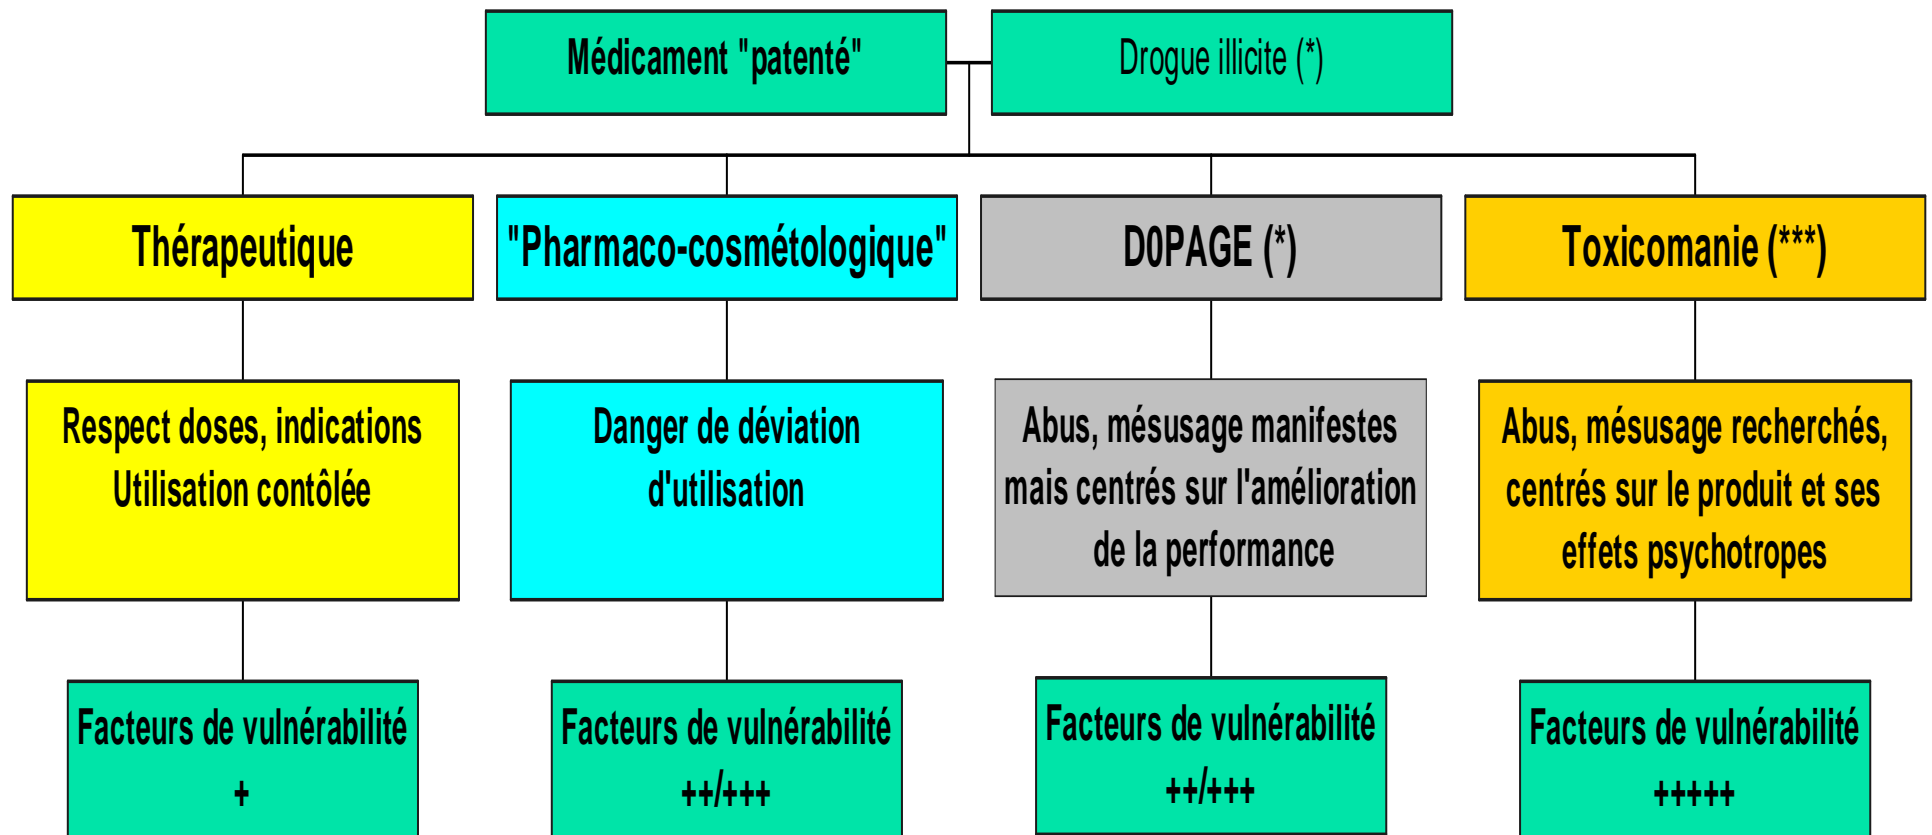 Médicament "patenté"
Drogue illicite (*)
Thérapeutique
"Pharmaco-cosmétologique"
D0PAGE (*)
Toxicomanie (***)
Respect doses, indications
Utilisation contôlée
Danger de déviation
d'utilisation
Abus, mésusage manifestes
mais centrés sur l'amélioration
de la performance
Abus, mésusage recherchés,
centrés sur le produit et ses
effets psychotropes
Facteurs de vulnérabilité
+
Facteurs de vulnérabilité
++/+++
Facteurs de vulnérabilité
++/+++
Facteurs de vulnérabilité
+++++